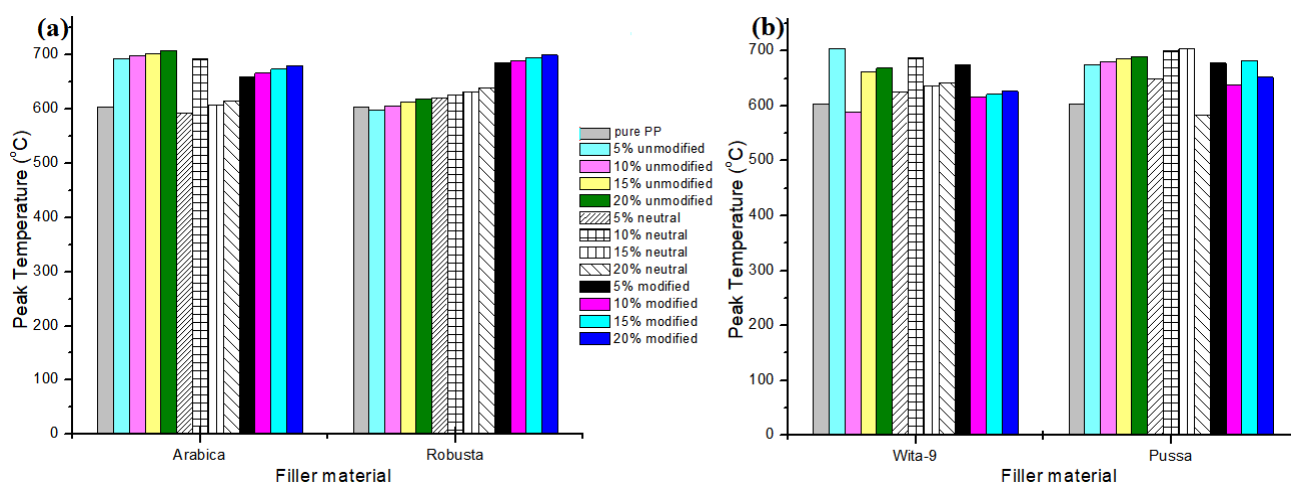 (a)
Peak Temperature (°C)
700
600
500
400
300
200
100
0
Arabica
Robusta
Filler material
pure PP
5% unmodified
10% unmodified
15% unmodified
20% unmodified
5% neutral
10% neutral
15% neutral
20% neutral
5% modified
10% modified
15% modified
20% modified
(b)
Peak Temperature (°C)
700
600
500
400
300
200
100
0
Wita-9
Pussa
Filler material